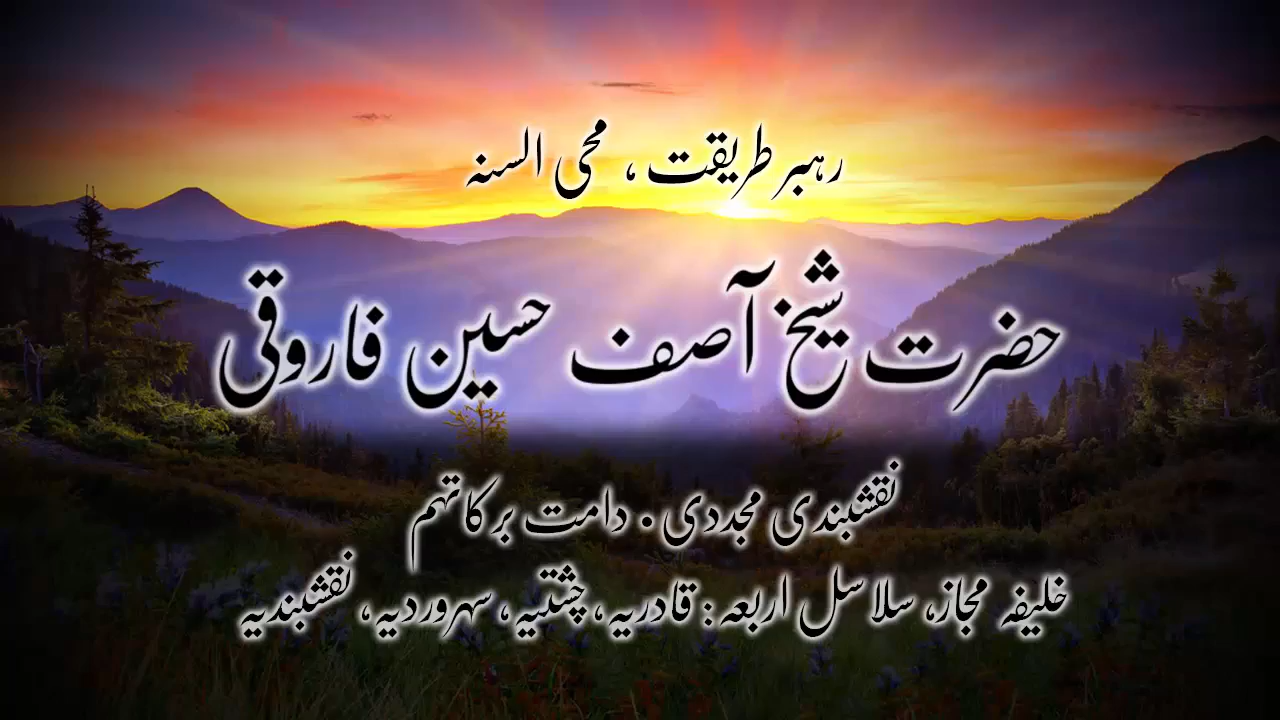 رہبر طریقت ، محی السنہ
حضرت شیخ آصف حسین فاروقی
نقشبندی مجددی . دامت برکاتہم
خلیفہ مجاز، سلاسل اربعہ : قادریہ، چشتیہ، سہروردیہ، نقشبندیہ